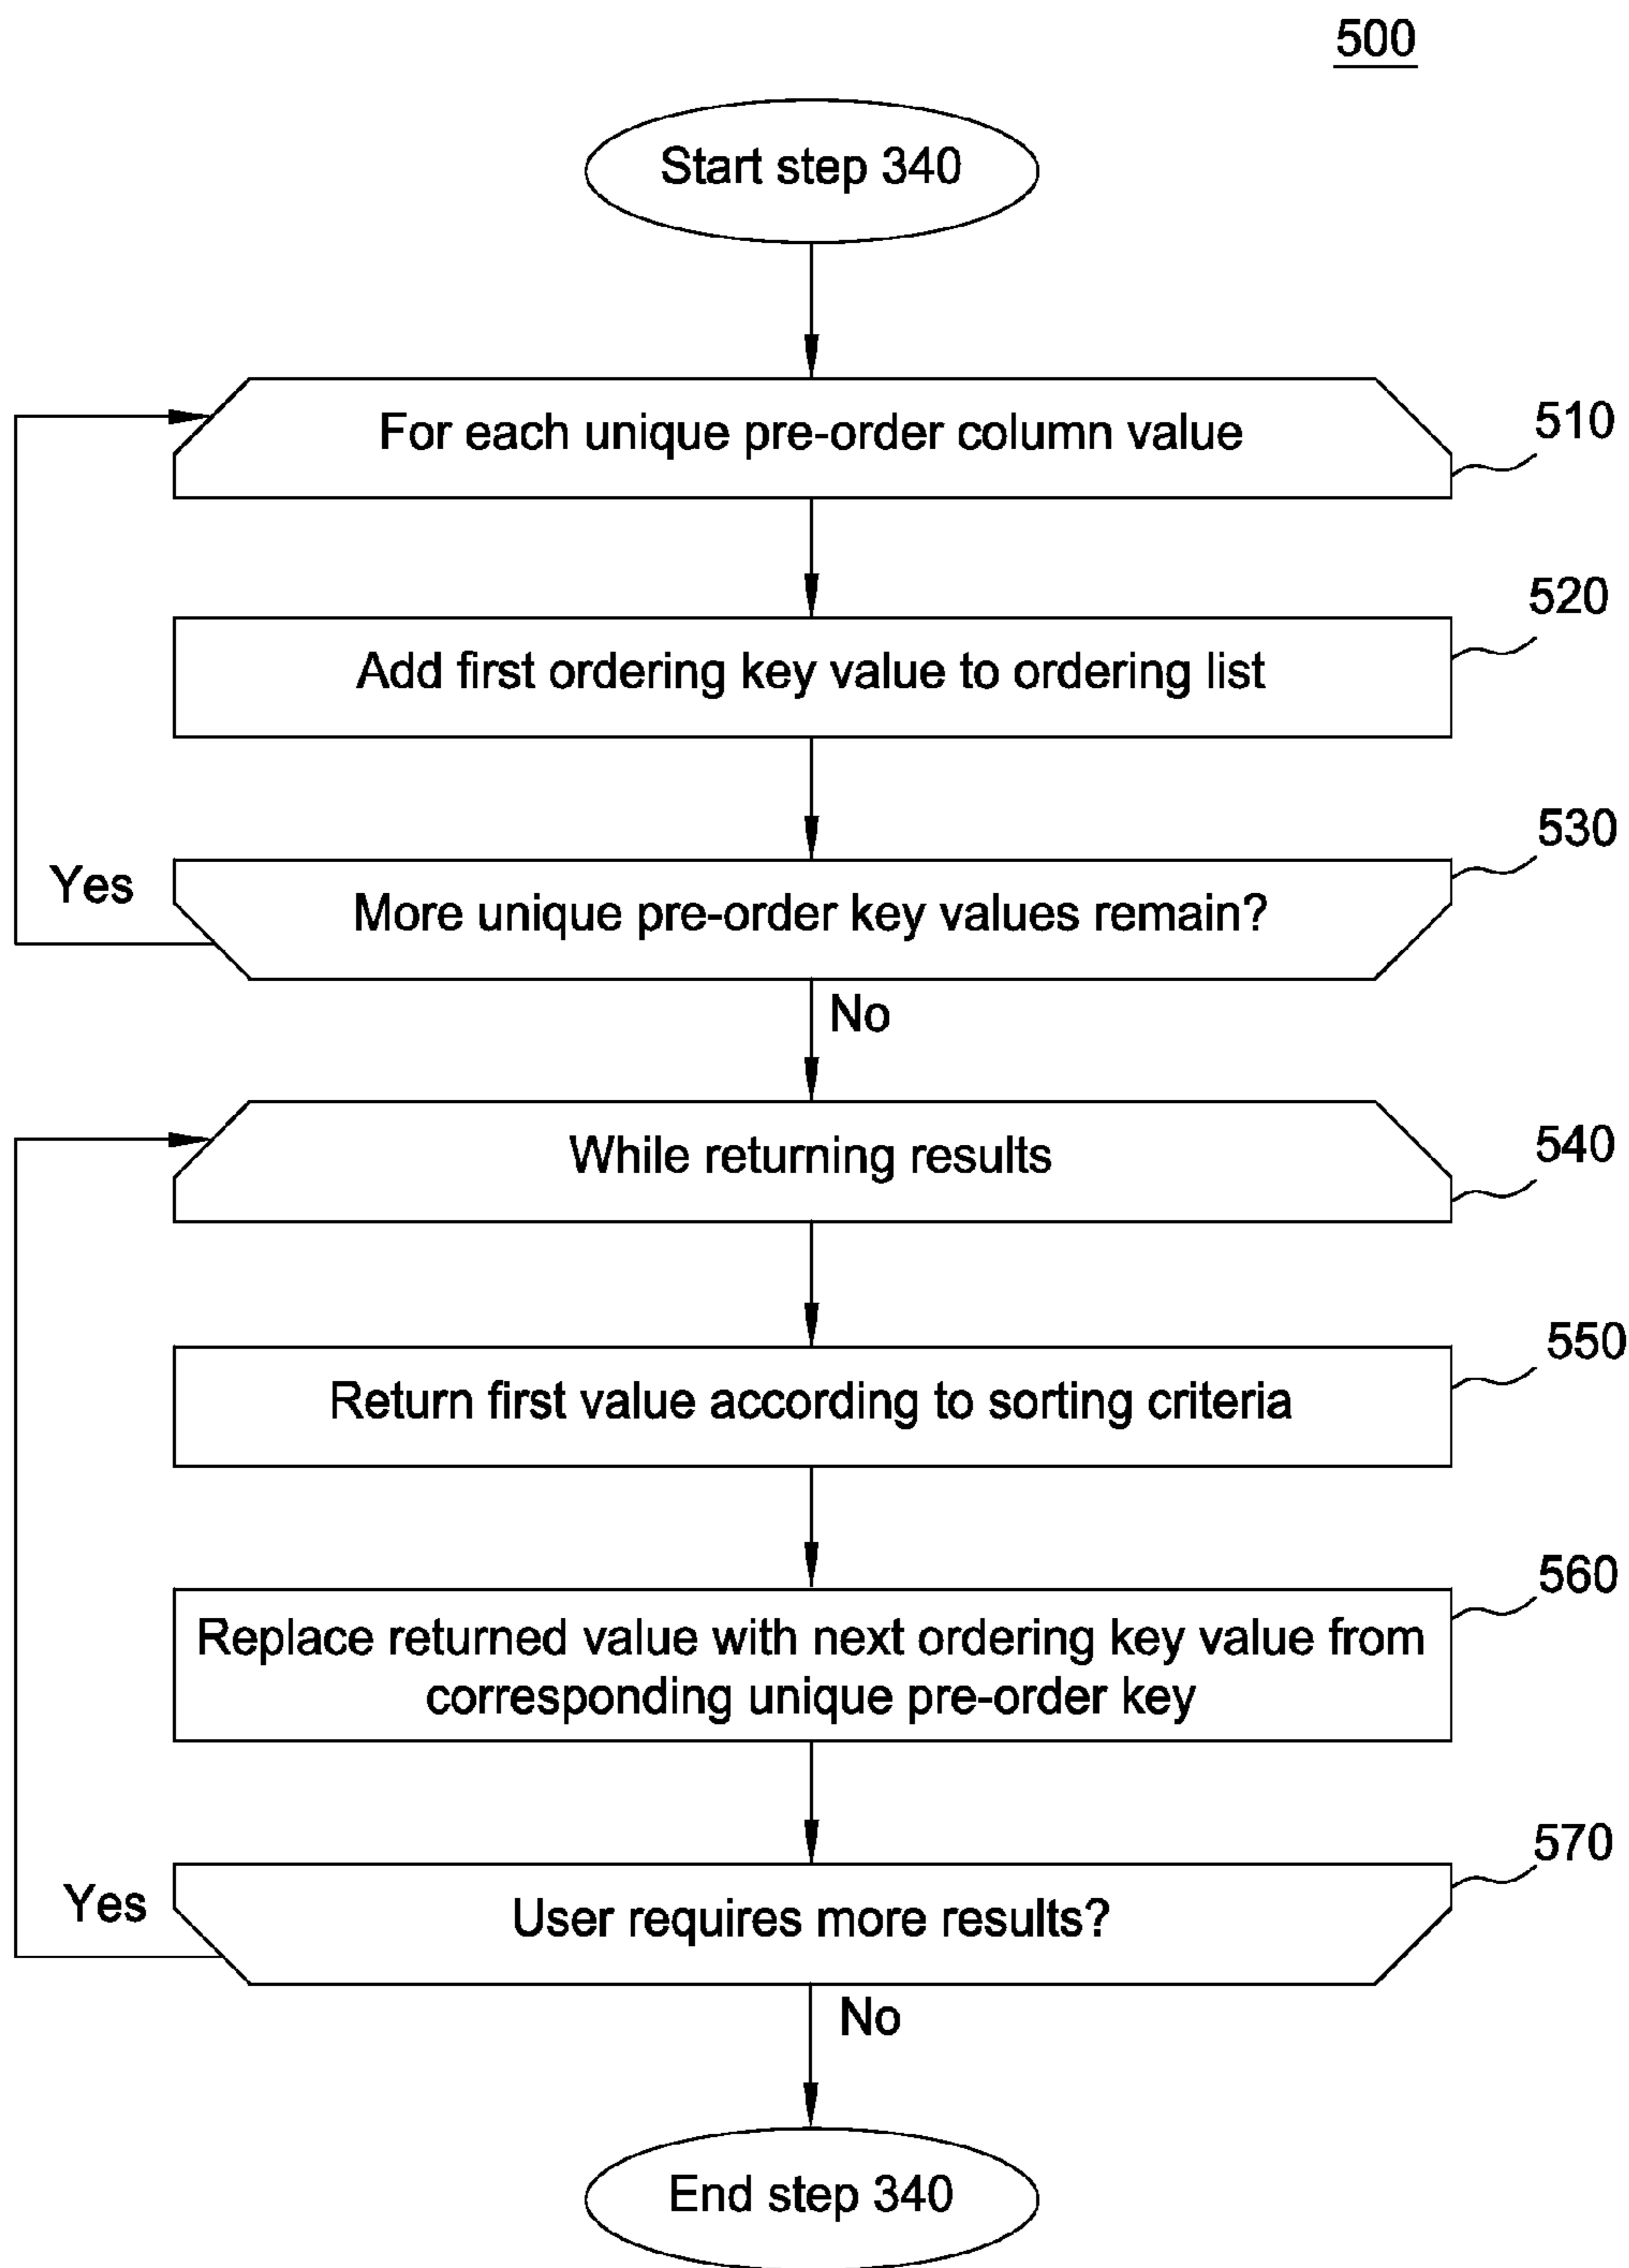 500
Start step 340
For each unique pre-order column value
510
Add first ordering key value to ordering list
520
More unique pre-order key values remain?
530
Yes
No
While returning results
540
Return first value according to sorting criteria
550
Replace returned value with next ordering key value from
corresponding unique pre-order key
560
User requires more results?
570
Yes
No
End step 340